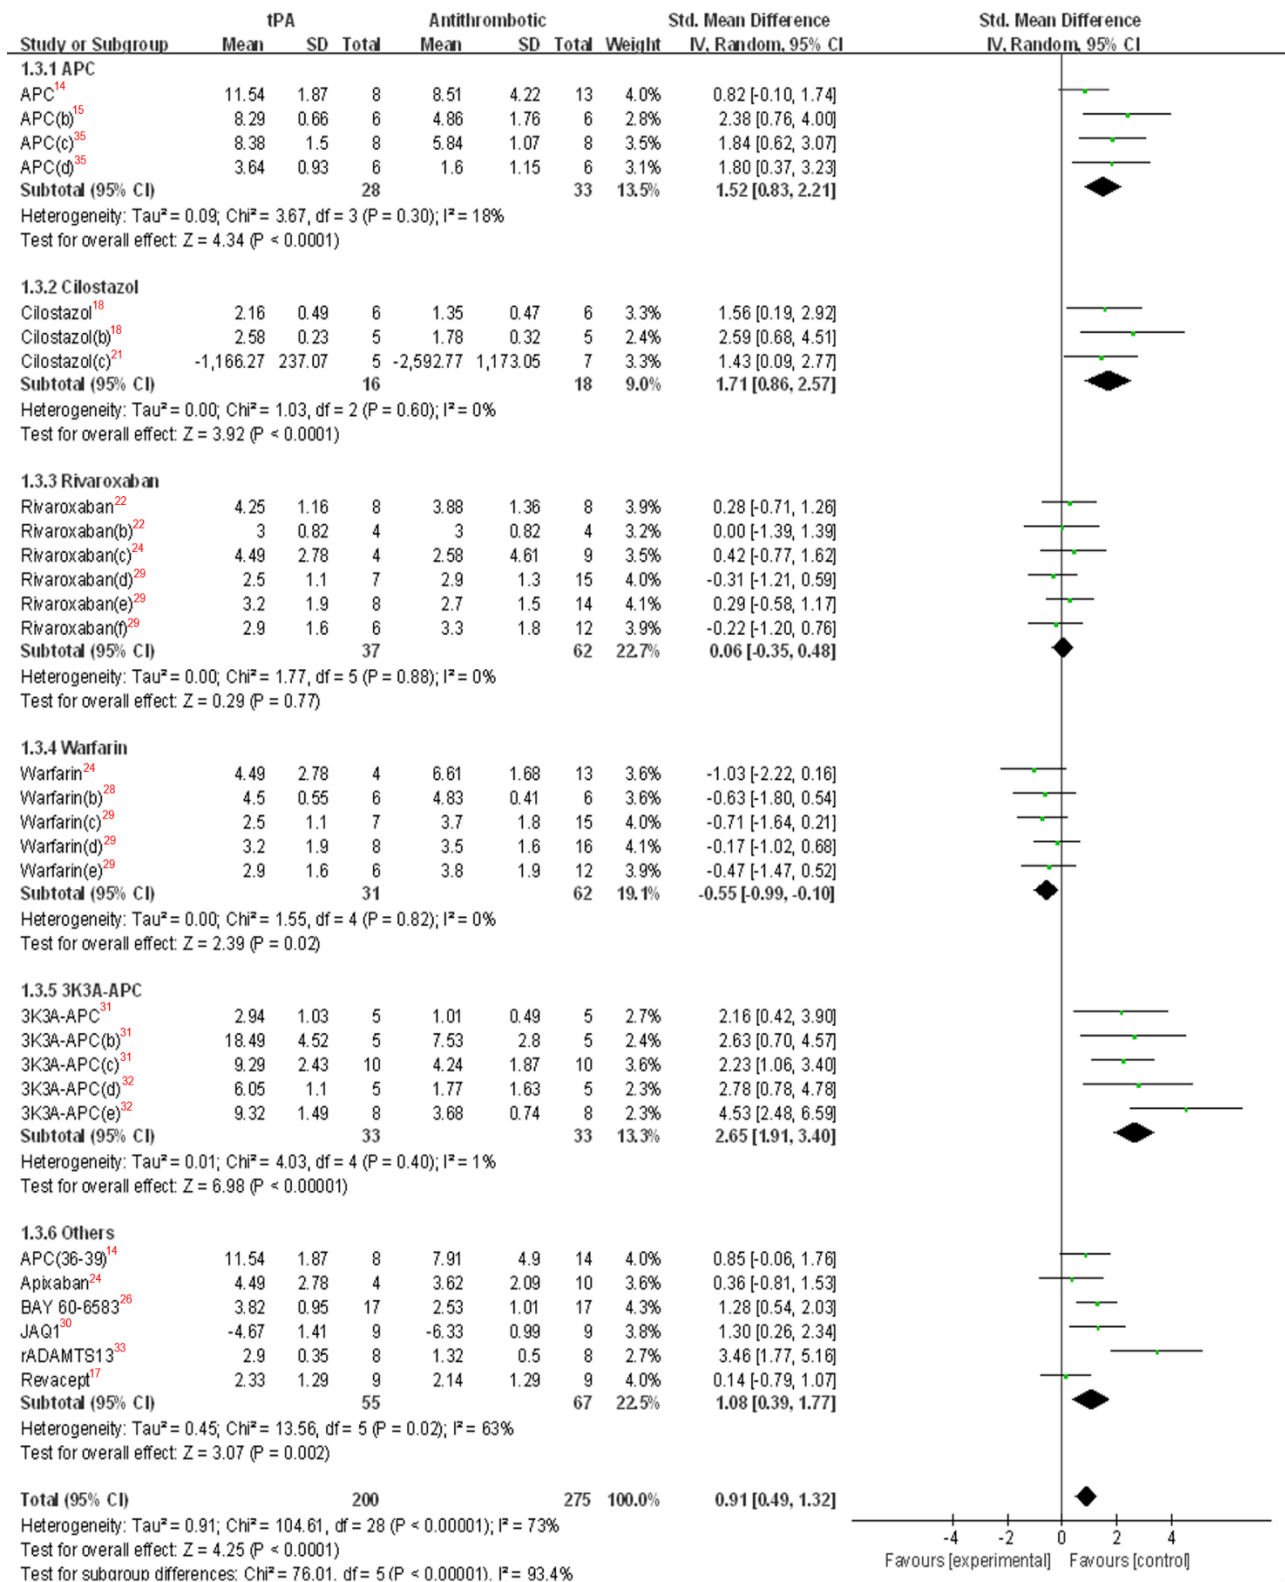 tPA Antithrombotic Std. Mean Difference Std. Mean Difference
Study or Subgroup Mean SD Total Mean SD Total Weight IV, Random, 95% CI IV, Random, 95% CI
1.3.1 APC
APC14 11.54 1.87 8 8.51 4.22 13 4.0% 0.82 [-0.10, 1.74]
APC(b)15 8.29 0.66 6 4.86 1.76 6 2.8% 2.38 [0.76, 4.00]
APC(c)35 8.38 1.5 8 5.84 1.07 8 3.5% 1.84 [0.62, 3.07]
APC(d)35 3.64 0.93 6 1.6 1.15 6 3.1% 1.80 [0.37, 3.23]
Subtotal (95% CI) 28 33 13.5% 1.52 [0.83, 2.21]
Heterogeneity: Tau² = 0.09; Chi² = 3.67, df = 3 (P = 0.30); I² = 18%
Test for overall effect: Z = 4.34 (P < 0.0001)
1.3.2 Cilostazol
Cilostazol18 2.16 0.49 6 1.35 0.47 6 3.3% 1.56 [0.19, 2.92]
Cilostazol(b)18 2.58 0.23 5 1.78 0.32 5 2.4% 2.59 [0.68, 4.51]
Cilostazol(c)21 -1,166.27 237.07 5 -2,592.77 1,173.05 7 3.3% 1.43 [0.09, 2.77]
Subtotal (95% CI) 16 18 9.0% 1.71 [0.86, 2.57]
Heterogeneity: Tau² = 0.00; Chi² = 1.03, df = 2 (P = 0.60); I² = 0%
Test for overall effect: Z = 3.92 (P < 0.0001)
1.3.3 Rivaroxaban
Rivaroxaban22 4.25 1.16 8 3.88 1.36 8 3.9% 0.28 [-0.71, 1.26]
Rivaroxaban(b)22 3 0.82 4 3 0.82 4 3.2% 0.00 [-1.39, 1.39]
Rivaroxaban(c)24 4.49 2.78 4 2.58 4.61 9 3.5% 0.42 [-0.77, 1.62]
Rivaroxaban(d)29 2.5 1.1 7 2.9 1.3 15 4.0% -0.31 [-1.21, 0.59]
Rivaroxaban(e)29 3.2 1.9 8 2.7 1.5 14 4.1% 0.29 [-0.58, 1.17]
Rivaroxaban(f)29 2.9 1.6 6 3.3 1.8 12 3.9% -0.22 [-1.20, 0.76]
Subtotal (95% CI) 37 62 22.7% 0.06 [-0.35, 0.48]
Heterogeneity: Tau² = 0.00; Chi² = 1.77, df = 5 (P = 0.88); I² = 0%
Test for overall effect: Z = 0.29 (P = 0.77)
1.3.4 Warfarin
Warfarin24 4.49 2.78 4 6.61 1.68 13 3.6% -1.03 [-2.22, 0.16]
Warfarin(b)28 4.5 0.55 6 4.83 0.41 6 3.6% -0.63 [-1.80, 0.54]
Warfarin(c)29 2.5 1.1 7 3.7 1.8 15 4.0% -0.71 [-1.64, 0.21]
Warfarin(d)29 3.2 1.9 8 3.5 1.6 16 4.1% -0.17 [-1.02, 0.68]
Warfarin(e)29 2.9 1.6 6 3.8 1.9 12 3.9% -0.47 [-1.47, 0.52]
Subtotal (95% CI) 31 62 19.1% -0.55 [-0.99, -0.10]
Heterogeneity: Tau² = 0.00; Chi² = 1.55, df = 4 (P = 0.82); I² = 0%
Test for overall effect: Z = 2.39 (P = 0.02)
1.3.5 3K3A-APC
3K3A-APC31 2.94 1.03 5 1.01 0.49 5 2.7% 2.16 [0.42, 3.90]
3K3A-APC(b)31 18.49 4.52 5 7.53 2.8 5 2.4% 2.63 [0.70, 4.57]
3K3A-APC(c)31 9.29 2.43 10 4.24 1.87 10 3.6% 2.23 [1.06, 3.40]
3K3A-APC(d)32 6.05 1.1 5 1.77 1.63 5 2.3% 2.78 [0.78, 4.78]
3K3A-APC(e)32 9.32 1.49 8 3.68 0.74 8 2.3% 4.53 [2.48, 6.59]
Subtotal (95% CI) 33 33 13.3% 2.65 [1.91, 3.40]
Heterogeneity: Tau² = 0.01; Chi² = 4.03, df = 4 (P = 0.40); I² = 1%
Test for overall effect: Z = 6.98 (P < 0.00001)
1.3.6 Others
APC(36-39)14 11.54 1.87 8 7.91 4.9 14 4.0% 0.85 [-0.06, 1.76]
Apixaban24 4.49 2.78 4 3.62 2.09 10 3.6% 0.36 [-0.81, 1.53]
BAY 60-658326 3.82 0.95 17 2.53 1.01 17 4.3% 1.28 [0.54, 2.03]
JAQ130 -4.67 1.41 9 -6.33 0.99 9 3.8% 1.30 [0.26, 2.34]
rADAMTS1333 2.9 0.35 8 1.32 0.5 8 2.7% 3.46 [1.77, 5.16]
Revacept17 2.33 1.29 9 2.14 1.29 9 4.0% 0.14 [-0.79, 1.07]
Subtotal (95% CI) 55 67 22.5% 1.08 [0.39, 1.77]
Heterogeneity: Tau² = 0.45; Chi² = 13.56, df = 5 (P = 0.02); I² = 63%
Test for overall effect: Z = 3.07 (P = 0.002)
Total (95% CI) 200 275 100.0% 0.91 [0.49, 1.32]
Heterogeneity: Tau² = 0.91; Chi² = 104.61, df = 28 (P < 0.00001); I² = 73%
Test for overall effect: Z = 4.25 (P < 0.0001)
Test for subgroup differences: Chi² = 76.01, df = 5 (P < 0.00001), I² = 93.4%
-4 -2 0 2 4
Favours [experimental] Favours [control]